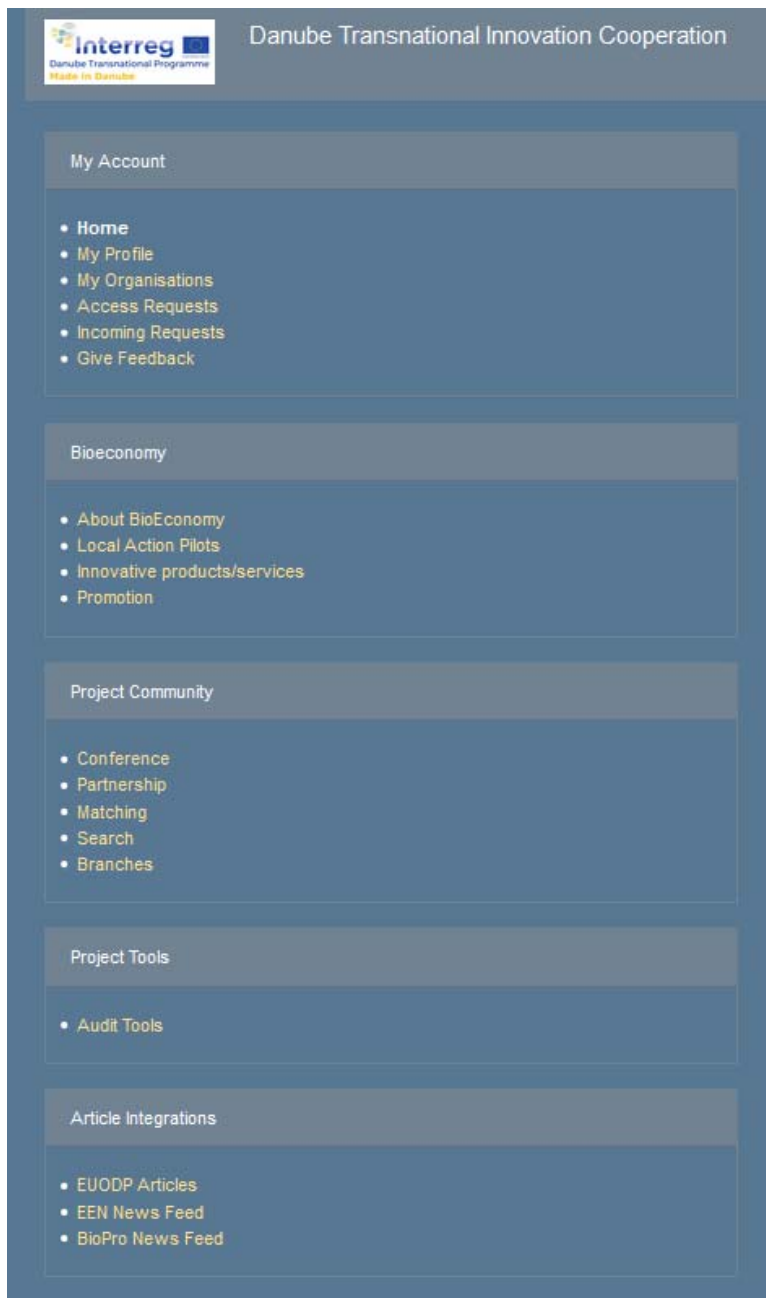 Interreg
Danube Transnational Programme
Made in Danube
Danube Transnational Innovation Cooperation
My Account
Home
My Profile
My Organisations
Access Requests
Incoming Requests
Give Feedback
Bioeconomy
About BioEconomy
Local Action Pilots
Innovative products/services
Promotion
Project Community
Conference
Partnership
Matching
Search
Branches
Project Tools
Audit Tools
Article Integrations
EUODP Articles
EEN News Feed
BioPro News Feed